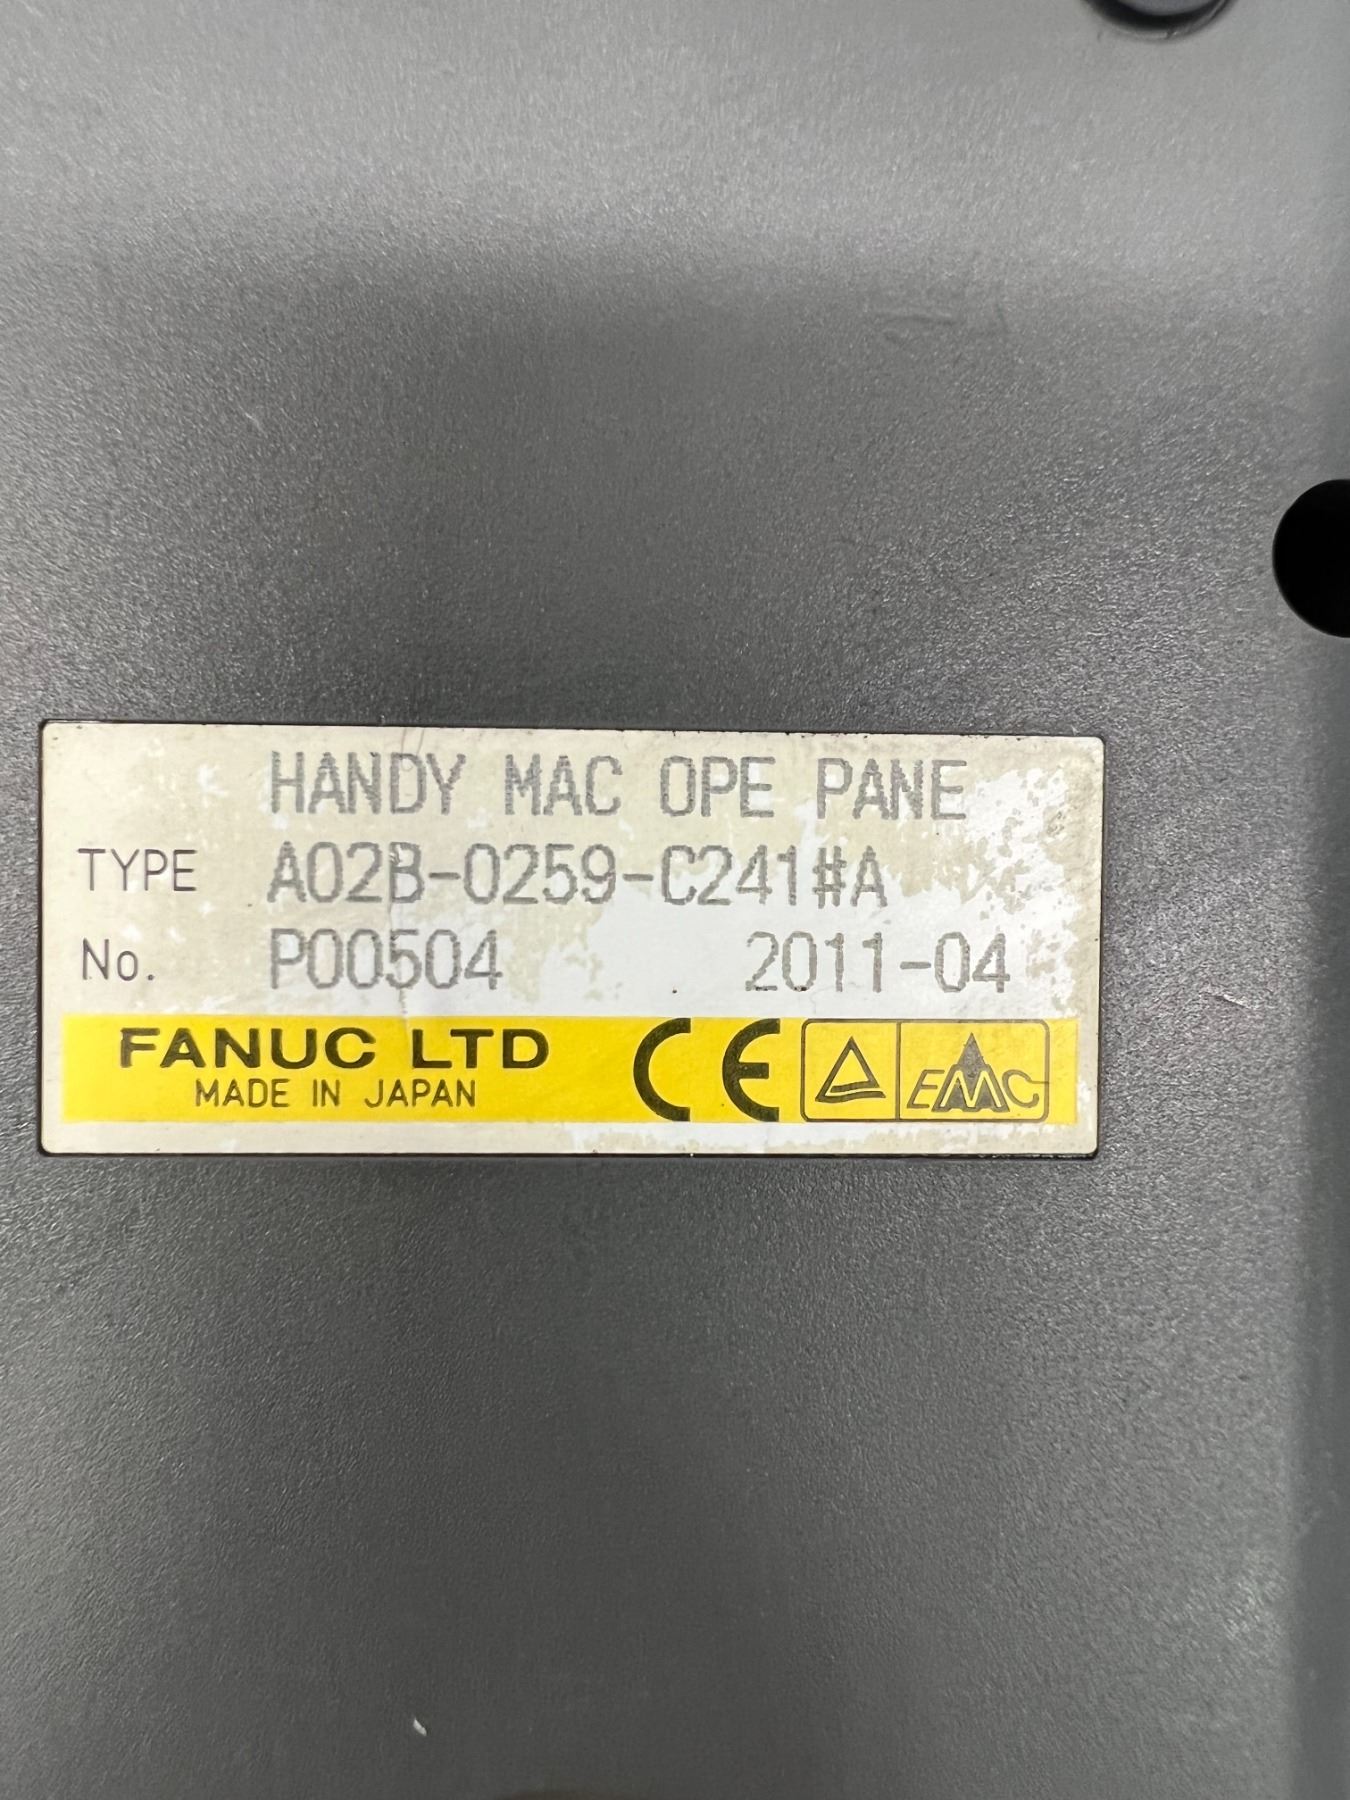 HANDY MAC OPE PANE
TYPE A02B-0259-C241#A
No. P00504 2011-04
FANUC LTD CE EMC
MADE IN JAPAN